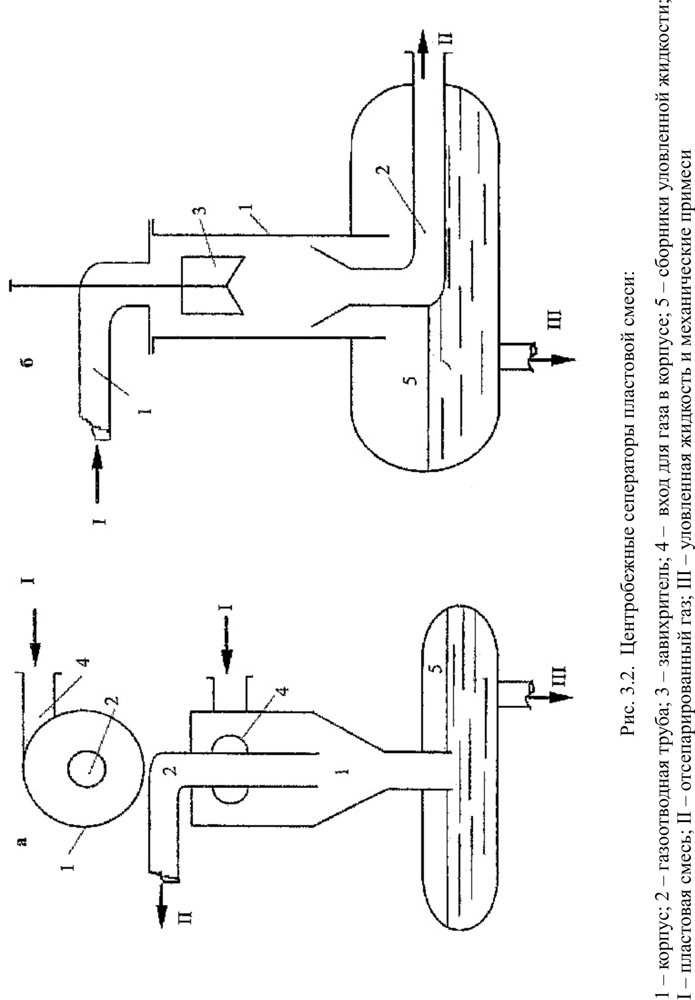 а
б
I
4
2
1
I
4
2
1
II
5
III
I
1
3
1
2
II
5
III
Рис. 3.2. Центробежные сеператоры пластовой смеси:
1 – корпус; 2 – газоотводная труба; 3 – завихритель; 4 – вход для газа в корпусе; 5 – сборники уловленной жидкости;
I – пластовая смесь; II – отсепарированный газ; III – уловленная жидкость и механические примеси